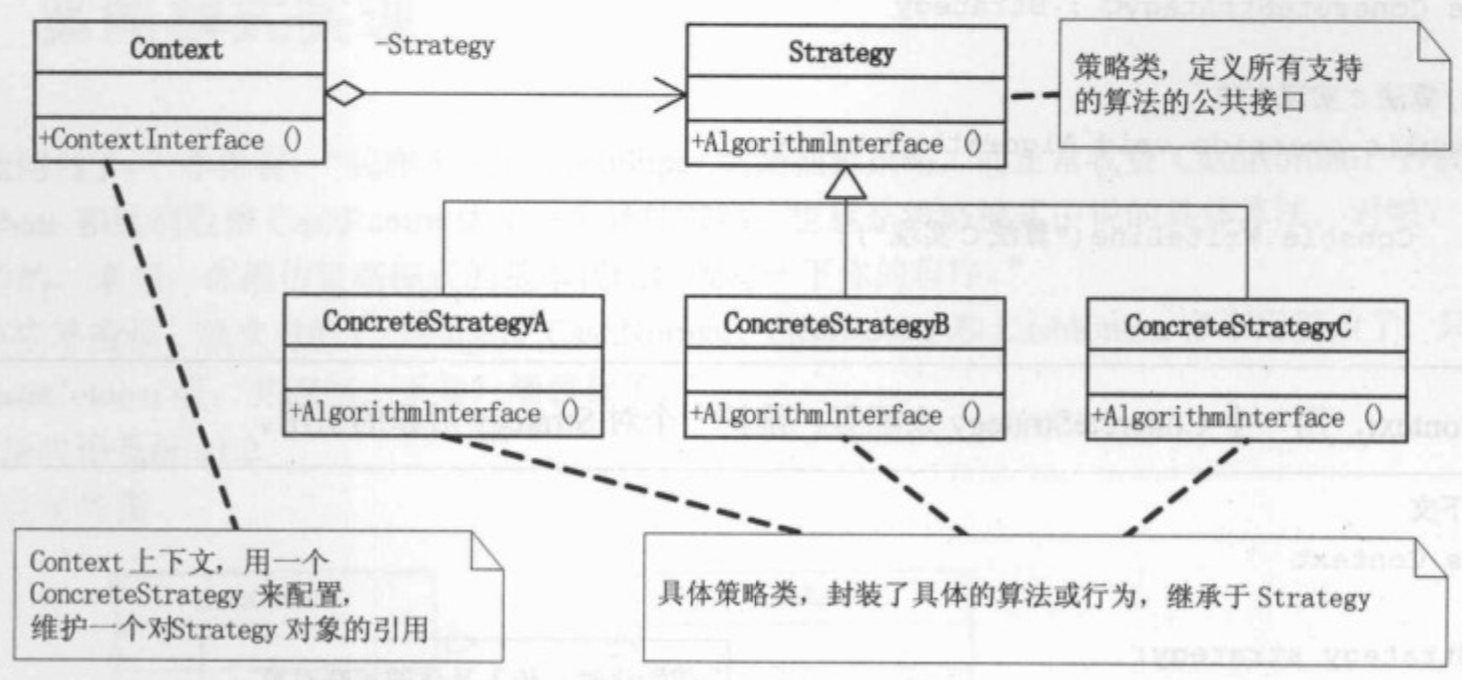 Context
-Strategy
Strategy
策略类，定义所有支持
的算法的公共接口
+ContextInterface ()
+AlgorithmInterface ()
ConcreteStrategyA
ConcreteStrategyB
ConcreteStrategyC
+AlgorithmInterface ()
+AlgorithmInterface ()
+AlgorithmInterface ()
Context 上下文，用一个
ConcreteStrategy 来配置，
维护一个对Strategy 对象的引用
具体策略类，封装了具体的算法或行为，继承于 Strategy